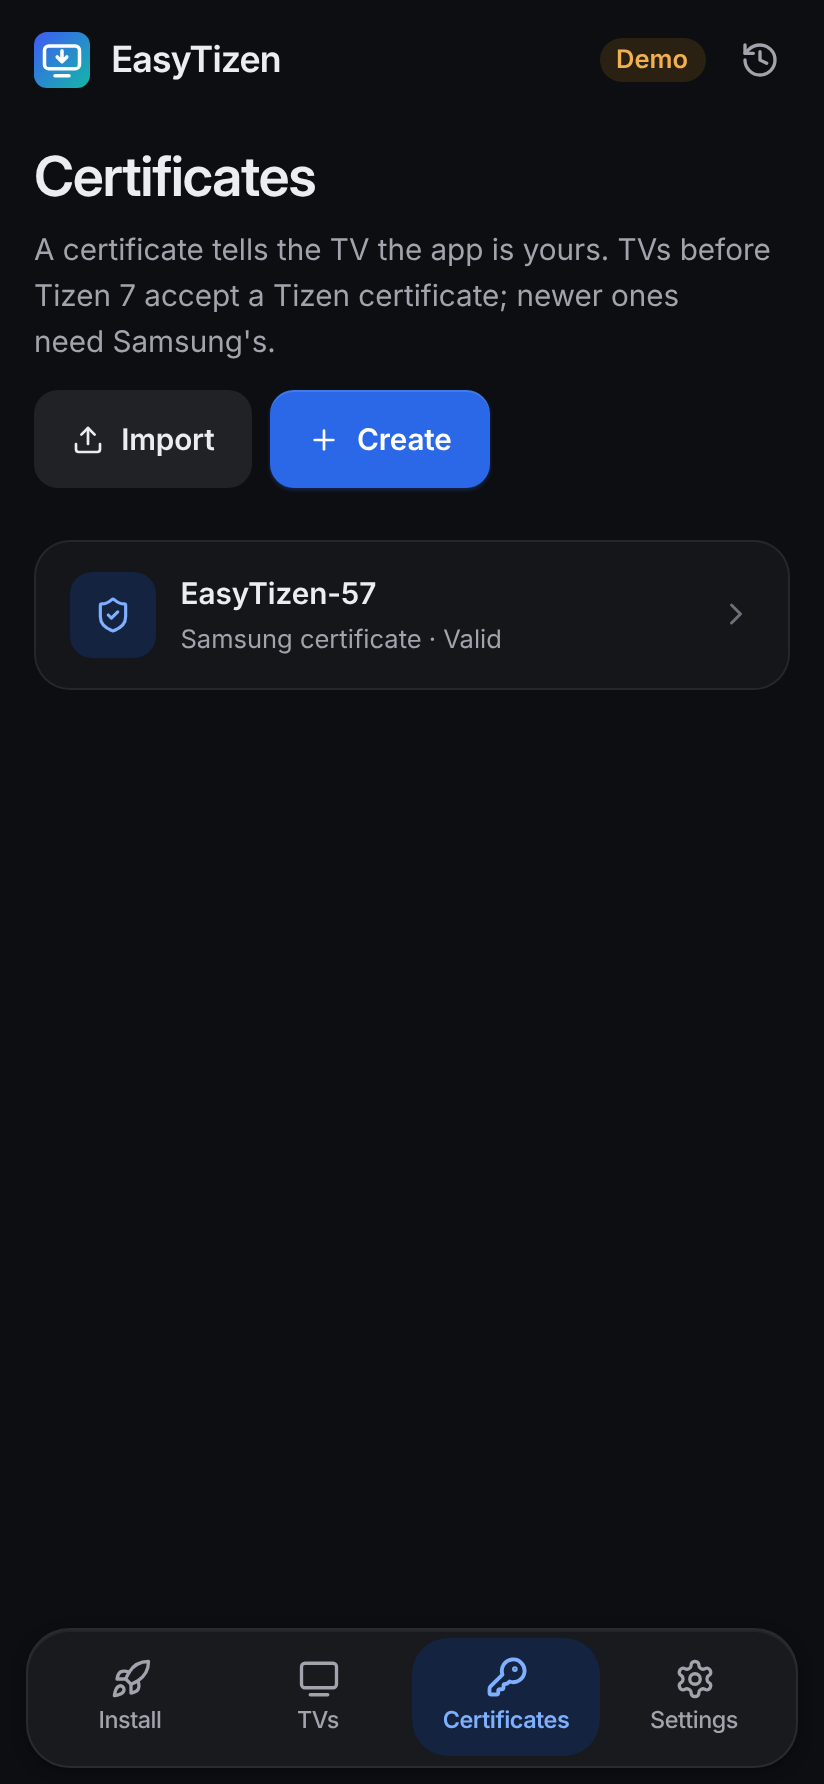 EasyTizen
Demo
Certificates
A certificate tells the TV the app is yours. TVs before
Tizen 7 accept a Tizen certificate; newer ones
need Samsung's.
Import
Create
EasyTizen-57
Samsung certificate · Valid
Install
TVs
Certificates
Settings